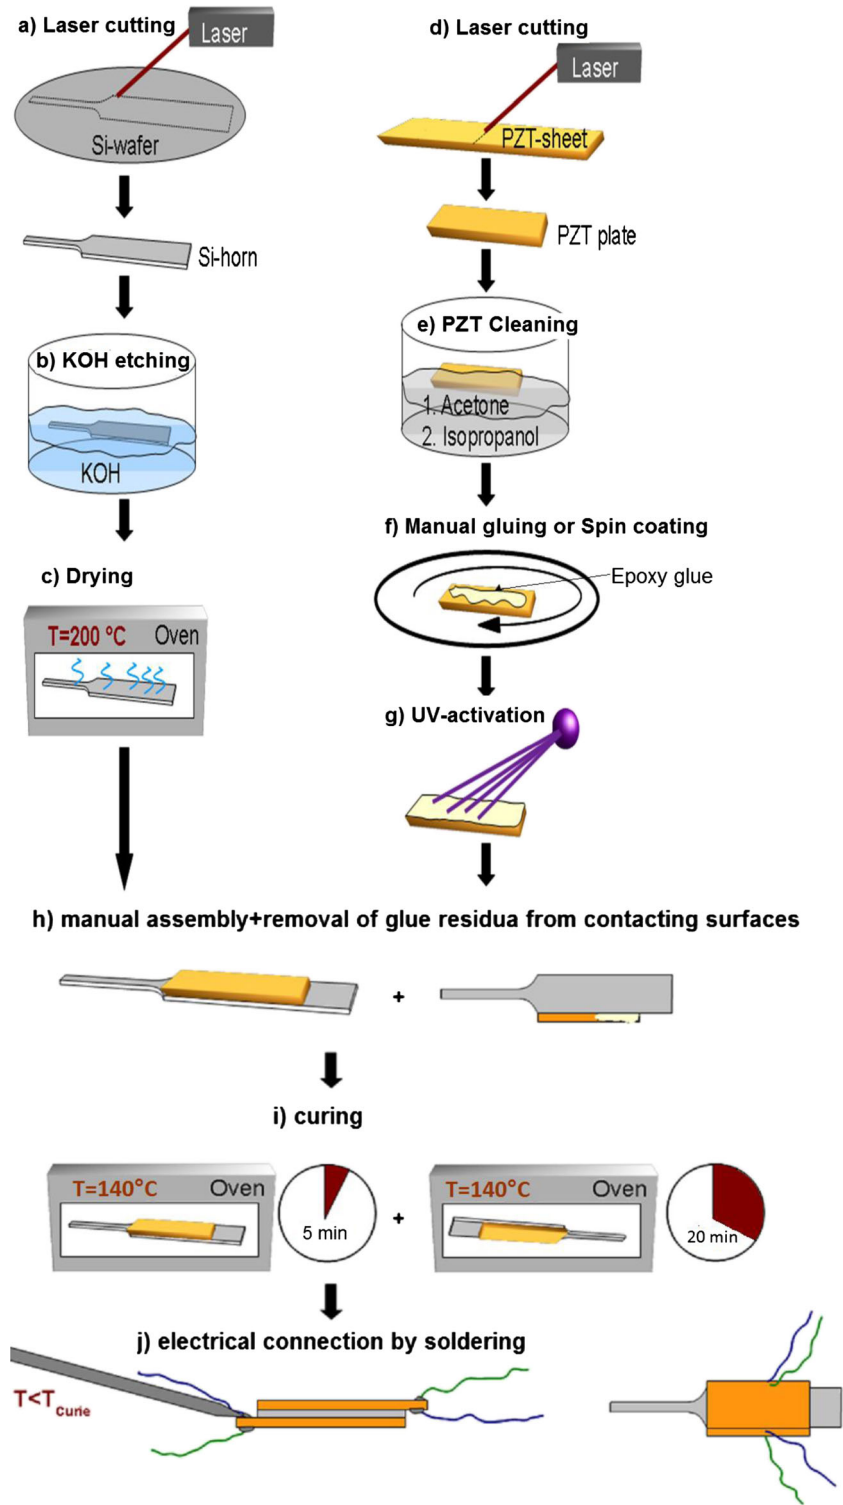 a) Laser cutting
Laser
Si-wafer
Si-horn
b) KOH etching
KOH
c) Drying
T=200 °C Oven
d) Laser cutting
Laser
PZT-sheet
PZT plate
e) PZT Cleaning
1. Acetone
2. Isopropanol
f) Manual gluing or Spin coating
Epoxy glue
g) UV-activation
h) manual assembly+removal of glue residua from contacting surfaces
+
i) curing
T=140°C Oven
5 min
+
T=140°C Oven
20 min
j) electrical connection by soldering
T<TCurie